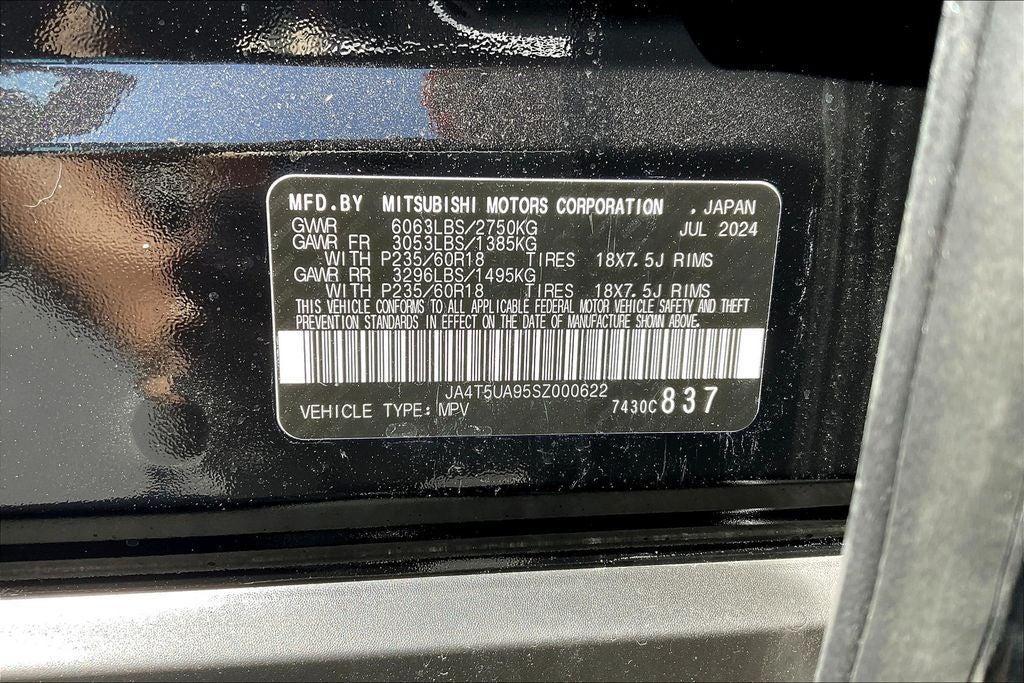 MFD.BY MITSUBISHI MOTORS CORPORATION . JAPAN
GWWR 6063LBS/2750KG JUL 2024
GAWR FR 3053LBS/1385KG
WITH P235/60R18 TIRES 18X7.5J RIMS
GAWR RR 3296LBS/1495KG
WITH P235/60R18 TIRES 18X7.5J RIMS
THIS VEHICLE CONFORMS TO ALL APPLICABLE FEDERAL MOTOR VEHICLE SAFETY AND THEFT
PREVENTION STANDARDS IN EFFECT ON THE DATE OF MANUFACTURE SHOWN ABOVE.
JA4T5UA95SZ000622
VEHICLE TYPE: MPV 7430C 837